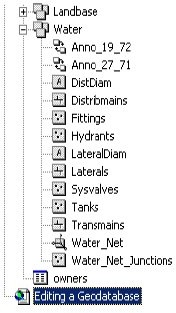 Landbase
Water
Anno_19_72
Anno_27_71
A
DistDiam
Distribmains
Fittings
Hydrants
A
LateralDiam
Laterals
Sysvalves
Tanks
Transmains
Water_Net
Water_Net_Junctions
owners
Editing a Geodatabase